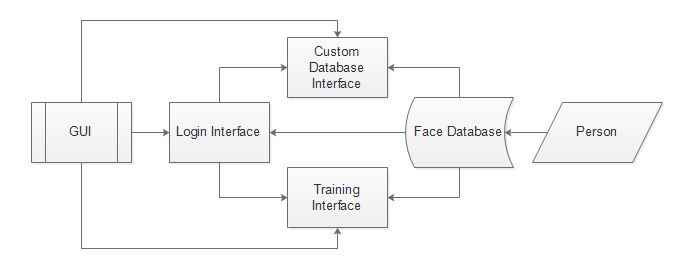 Custom
Database
Interface
GUI
Login Interface
Face Database
Person
Training
Interface